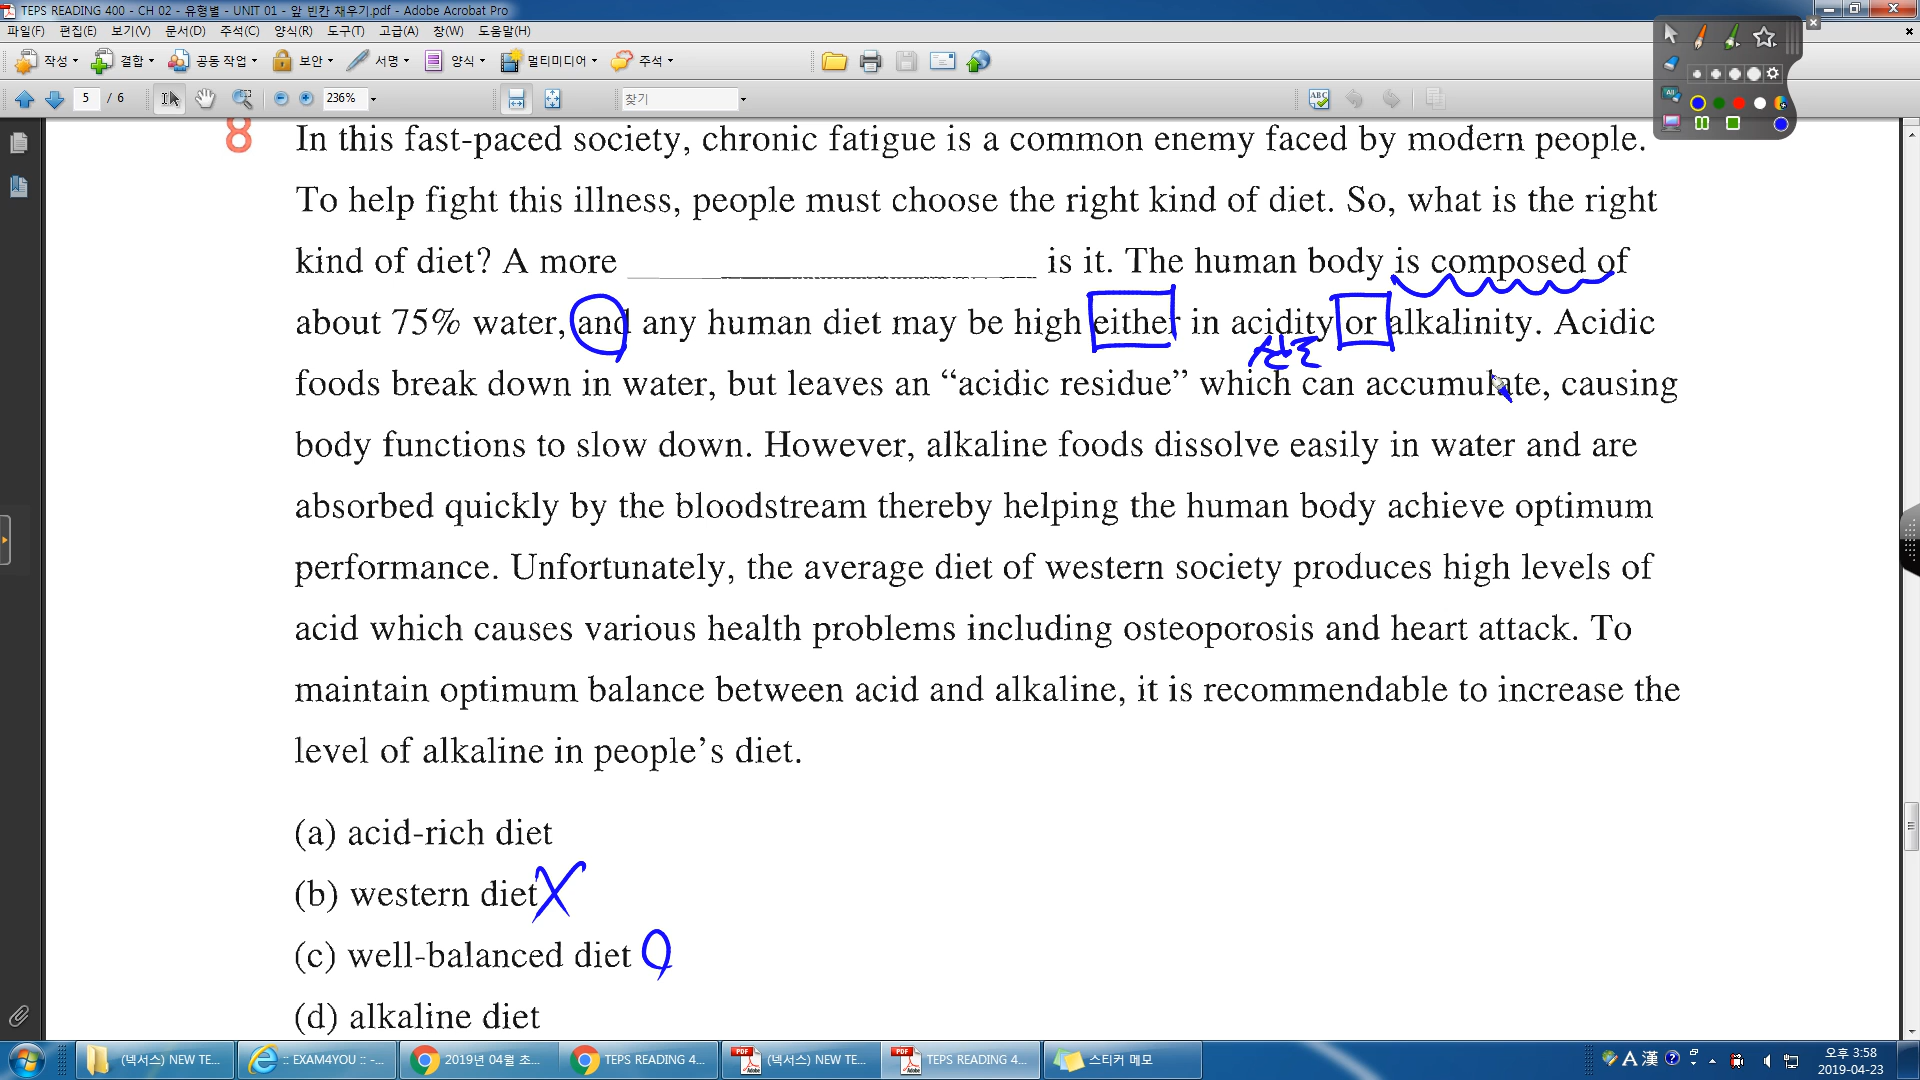 TEPS READING 400 - CH 02 - 유형별 - UNIT 01 - 앞 빈칸 채우기.pdf - Adobe Acrobat Pro
파일(F) 편집(E) 보기(V) 문서(D) 주석(C) 양식(R) 도구(T) 고급(A) 창(W) 도움말(H)
작성 결합 공동 작업 보안 서명 양식 멀티미디어 주석
5 / 6 236% 찾기
8 In this fast-paced society, chronic fatigue is a common enemy faced by modern people.
To help fight this illness, people must choose the right kind of diet. So, what is the right
kind of diet? A more ____________ is it. The human body is composed of
about 75% water, and any human diet may be high either in acidity or alkalinity. Acidic
foods break down in water, but leaves an “acidic residue” which can accumulate, causing
body functions to slow down. However, alkaline foods dissolve easily in water and are
absorbed quickly by the bloodstream thereby helping the human body achieve optimum
performance. Unfortunately, the average diet of western society produces high levels of
acid which causes various health problems including osteoporosis and heart attack. To
maintain optimum balance between acid and alkaline, it is recommendable to increase the
level of alkaline in people’s diet.
(a) acid-rich diet
(b) western diet X
(c) well-balanced diet O
(d) alkaline diet
(넥서스) NEW TE... :: EXAM4YOU :: -... 2019년 04월 초... TEPS READING 4... (넥서스) NEW TE... TEPS READING 4... 스티커 메모
A 漢
오후 3:58
2019-04-23